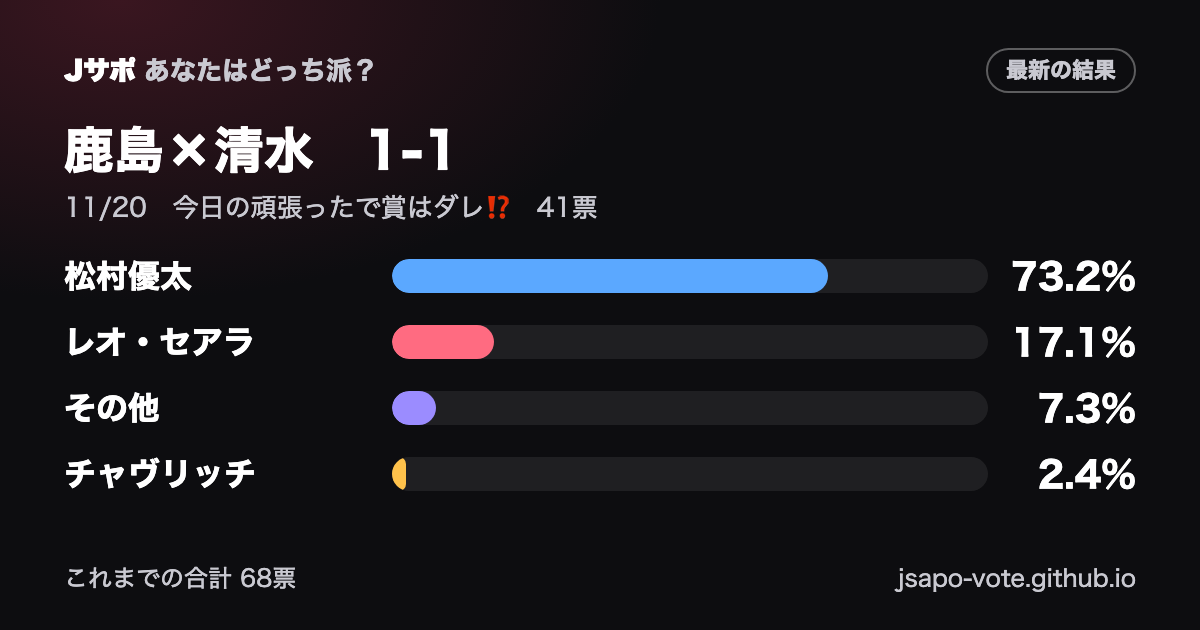 Jサポ あなたはどっち派？
最新の結果
鹿島×清水　1-1
11/20　今日の頑張ったで賞はダレ⁉️　41票
松村優太 73.2%
レオ・セアラ 17.1%
その他 7.3%
チャヴリッチ 2.4%
これまでの合計 68票
jsapo-vote.github.io